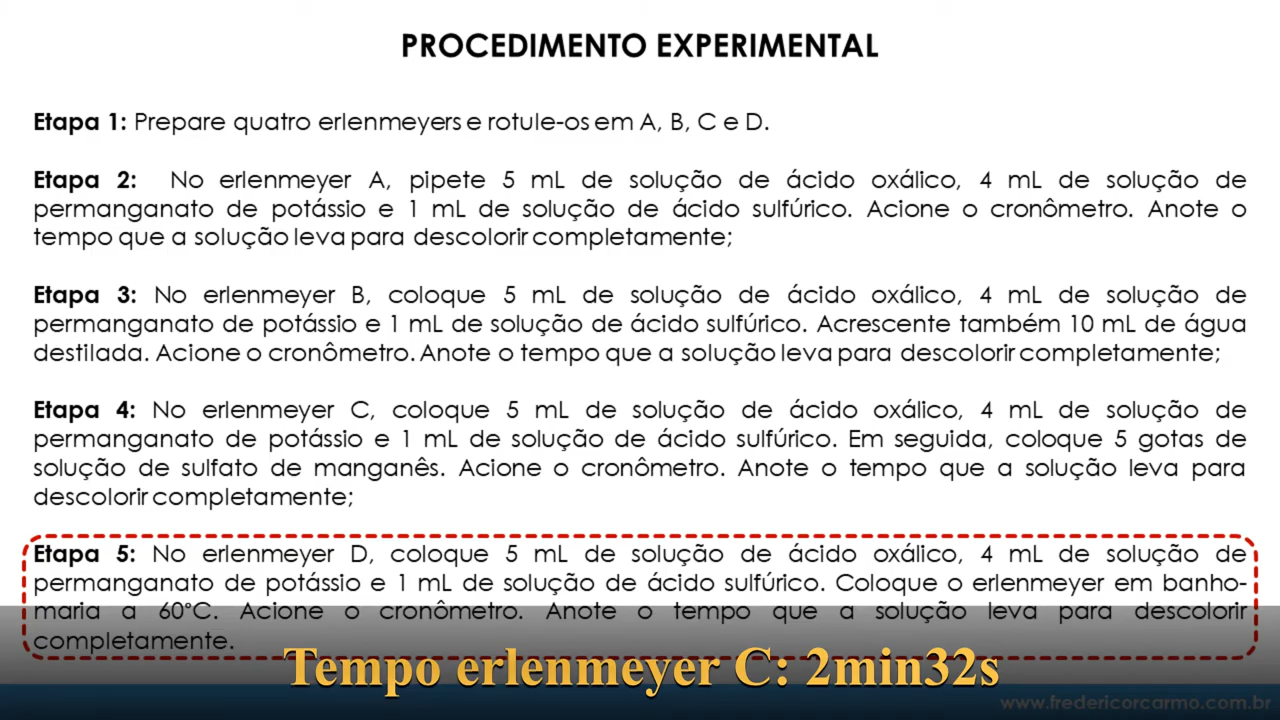 PROCEDIMENTO EXPERIMENTAL
Etapa 1: Prepare quatro erlenmeyers e rotule-os em A, B, C e D.
Etapa 2: No erlenmeyer A, pipete 5 mL de solução de ácido oxálico, 4 mL de solução de
permanganato de potássio e 1 mL de solução de ácido sulfúrico. Acione o cronômetro. Anote o
tempo que a solução leva para descolorir completamente;
Etapa 3: No erlenmeyer B, coloque 5 mL de solução de ácido oxálico, 4 mL de solução de
permanganato de potássio e 1 mL de solução de ácido sulfúrico. Acrescente também 10 mL de água
destilada. Acione o cronômetro. Anote o tempo que a solução leva para descolorir completamente;
Etapa 4: No erlenmeyer C, coloque 5 mL de solução de ácido oxálico, 4 mL de solução de
permanganato de potássio e 1 mL de solução de ácido sulfúrico. Em seguida, coloque 5 gotas de
solução de sulfato de manganês. Acione o cronômetro. Anote o tempo que a solução leva para
descolorir completamente;
Etapa 5: No erlenmeyer D, coloque 5 mL de solução de ácido oxálico, 4 mL de solução de
permanganato de potássio e 1 mL de solução de ácido sulfúrico. Coloque o erlenmeyer em banho-
maria a 60°C. Acione o cronômetro. Anote o tempo que a solução leva para descolorir
completamente.
Tempo erlenmeyer C: 2min32s
www.fredericorcarmo.com.br